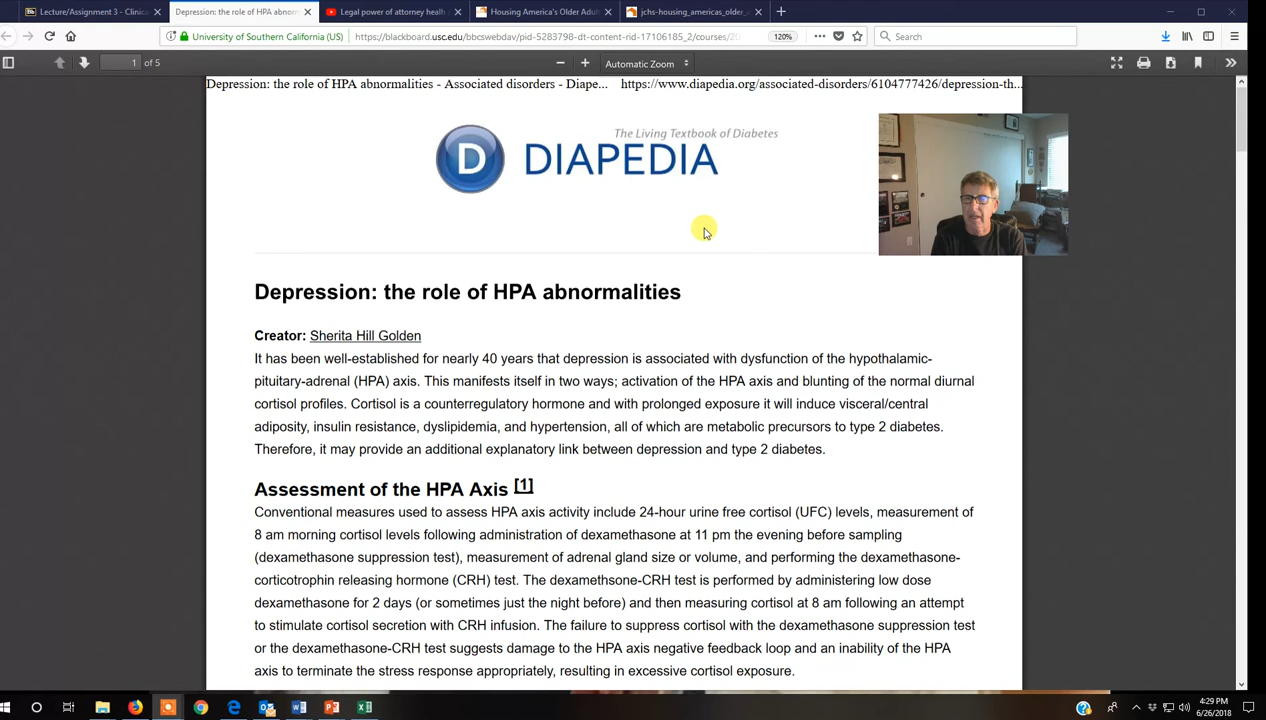 Lecture/Assignment 3 - Clinica
Depression: the role of HPA abnorm
Legal power of attorney healt
Housing America's Older Adul
jchs-housing_americas_older_
University of Southern California (US)
https://blackboard.usc.edu/bbcswebdav/pid-5283798-dt-content-rid-17106185_2/courses/20
120%
Search
1 of 5
Automatic Zoom
Depression: the role of HPA abnormalities - Associated disorders - Diape...
https://www.diapedia.org/associated-disorders/6104777426/depression-th...
The Living Textbook of Diabetes
D DIAPEDIA
Depression: the role of HPA abnormalities
Creator: Sherita Hill Golden
It has been well-established for nearly 40 years that depression is associated with dysfunction of the hypothalamic-
pituitary-adrenal (HPA) axis. This manifests itself in two ways; activation of the HPA axis and blunting of the normal diurnal
cortisol profiles. Cortisol is a counterregulatory hormone and with prolonged exposure it will induce visceral/central
adiposity, insulin resistance, dyslipidemia, and hypertension, all of which are metabolic precursors to type 2 diabetes.
Therefore, it may provide an additional explanatory link between depression and type 2 diabetes.
Assessment of the HPA Axis [1]
Conventional measures used to assess HPA axis activity include 24-hour urine free cortisol (UFC) levels, measurement of
8 am morning cortisol levels following administration of dexamethasone at 11 pm the evening before sampling
(dexamethasone suppression test), measurement of adrenal gland size or volume, and performing the dexamethasone-
corticotrophin releasing hormone (CRH) test. The dexamethsone-CRH test is performed by administering low dose
dexamethasone for 2 days (or sometimes just the night before) and then measuring cortisol at 8 am following an attempt
to stimulate cortisol secretion with CRH infusion. The failure to suppress cortisol with the dexamethasone suppression test
or the dexamethasone-CRH test suggests damage to the HPA axis negative feedback loop and an inability of the HPA
axis to terminate the stress response appropriately, resulting in excessive cortisol exposure.
4:29 PM
6/26/2018